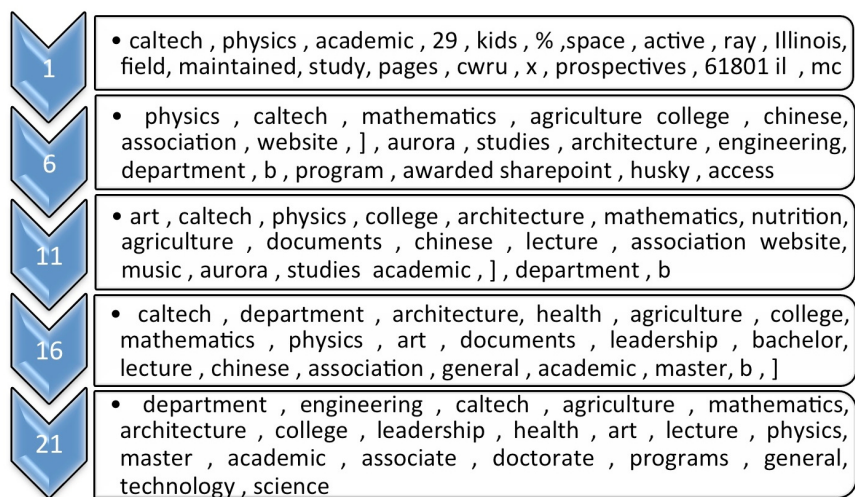 1
• caltech , physics , academic, 29 , kids , % ,space , active , ray , Illinois,
field, maintained, study, pages , cwru , x , prospectives , 61801 il , mc
6
• physics , caltech , mathematics , agriculture college , chinese,
association , website , ] , aurora , studies , architecture , engineering,
department , b , program , awarded sharepoint , husky , access
11
• art , caltech , physics , college , architecture , mathematics, nutrition,
agriculture , documents , chinese , lecture , association website,
music , aurora , studies academic , ] , department , b
16
• caltech , department , architecture, health , agriculture , college,
mathematics , physics , art , documents , leadership , bachelor,
lecture , chinese , association , general , academic , master, b , ]
21
• department , engineering , caltech , agriculture , mathematics,
architecture , college , leadership , health , art , lecture , physics,
master , academic , associate , doctorate , programs , general,
technology , science